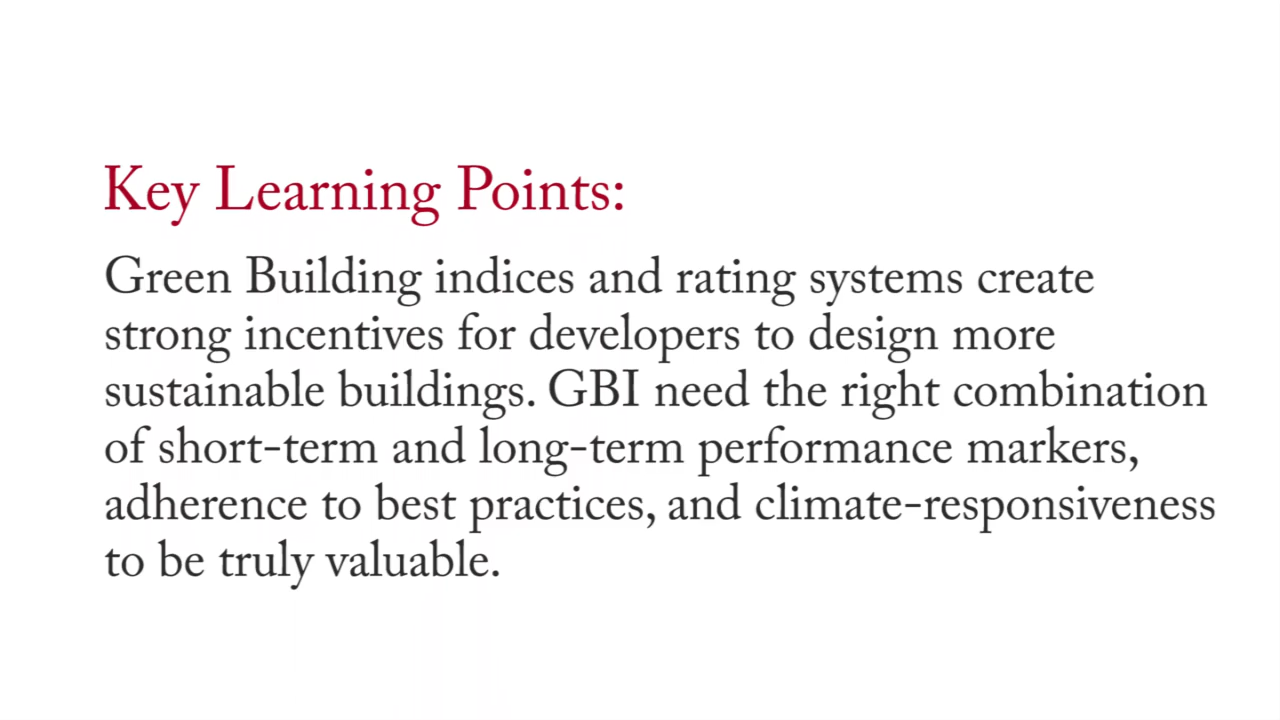 Key Learning Points:
Green Building indices and rating systems create
strong incentives for developers to design more
sustainable buildings. GBI need the right combination
of short-term and long-term performance markers,
adherence to best practices, and climate-responsiveness
to be truly valuable.